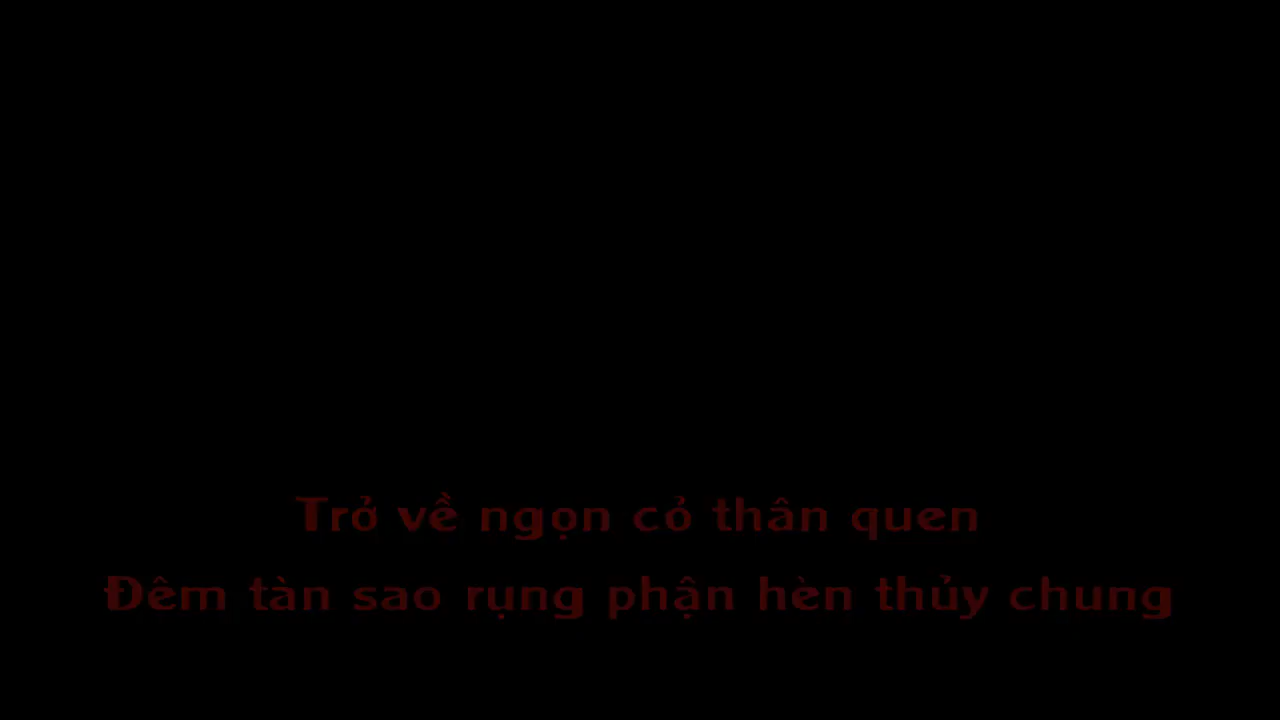 Trở về ngọn cỏ thân quen
Đêm tàn sao rụng phận hèn thủy chung